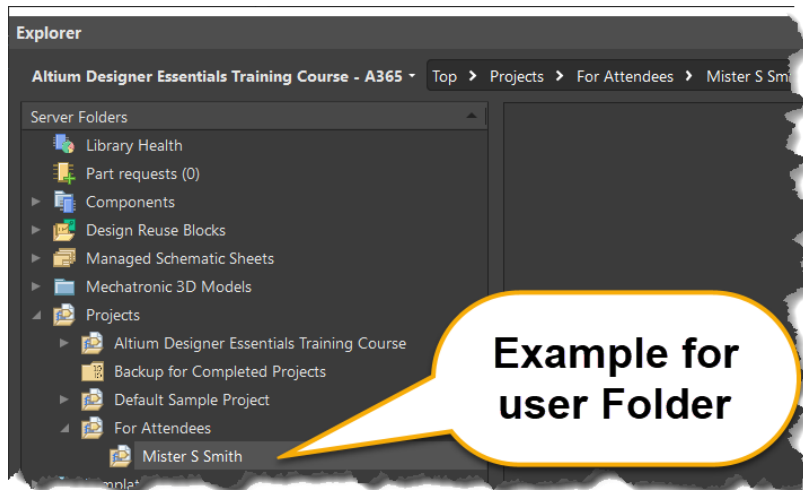 Explorer
Altium Designer Essentials Training Course - A365 Top Projects For Attendees Mister S
Server Folders
Library Health
Part requests (0)
Components
Design Reuse Blocks
Managed Schematic Sheets
Mechatronic 3D Models
Projects
Altium Designer Essentials Training Course
Backup for Completed Projects
Default Sample Project
For Attendees
Mister S Smith
Example for
user Folder